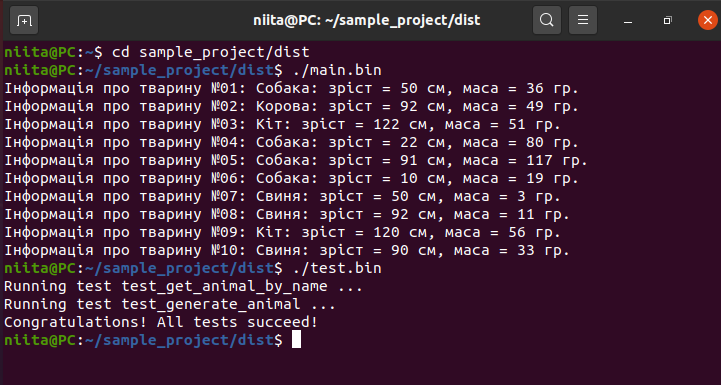 niita@PC: ~/sample_project/dist
niita@PC:~$ cd sample_project/dist
niita@PC:~/sample_project/dist$ ./main.bin
Інформація про тварину №01: Собака: зріст = 50 см, маса = 36 гр.
Інформація про тварину №02: Корова: зріст = 92 см, маса = 49 гр.
Інформація про тварину №03: Кіт: зріст = 122 см, маса = 51 гр.
Інформація про тварину №04: Собака: зріст = 22 см, маса = 80 гр.
Інформація про тварину №05: Собака: зріст = 91 см, маса = 117 гр.
Інформація про тварину №06: Собака: зріст = 10 см, маса = 19 гр.
Інформація про тварину №07: Свиня: зріст = 50 см, маса = 3 гр.
Інформація про тварину №08: Свиня: зріст = 92 см, маса = 11 гр.
Інформація про тварину №09: Кіт: зріст = 120 см, маса = 56 гр.
Інформація про тварину №10: Свиня: зріст = 90 см, маса = 33 гр.
niita@PC:~/sample_project/dist$ ./test.bin
Running test test_get_animal_by_name ...
Running test test_generate_animal ...
Congratulations! All tests succeed!
niita@PC:~/sample_project/dist$